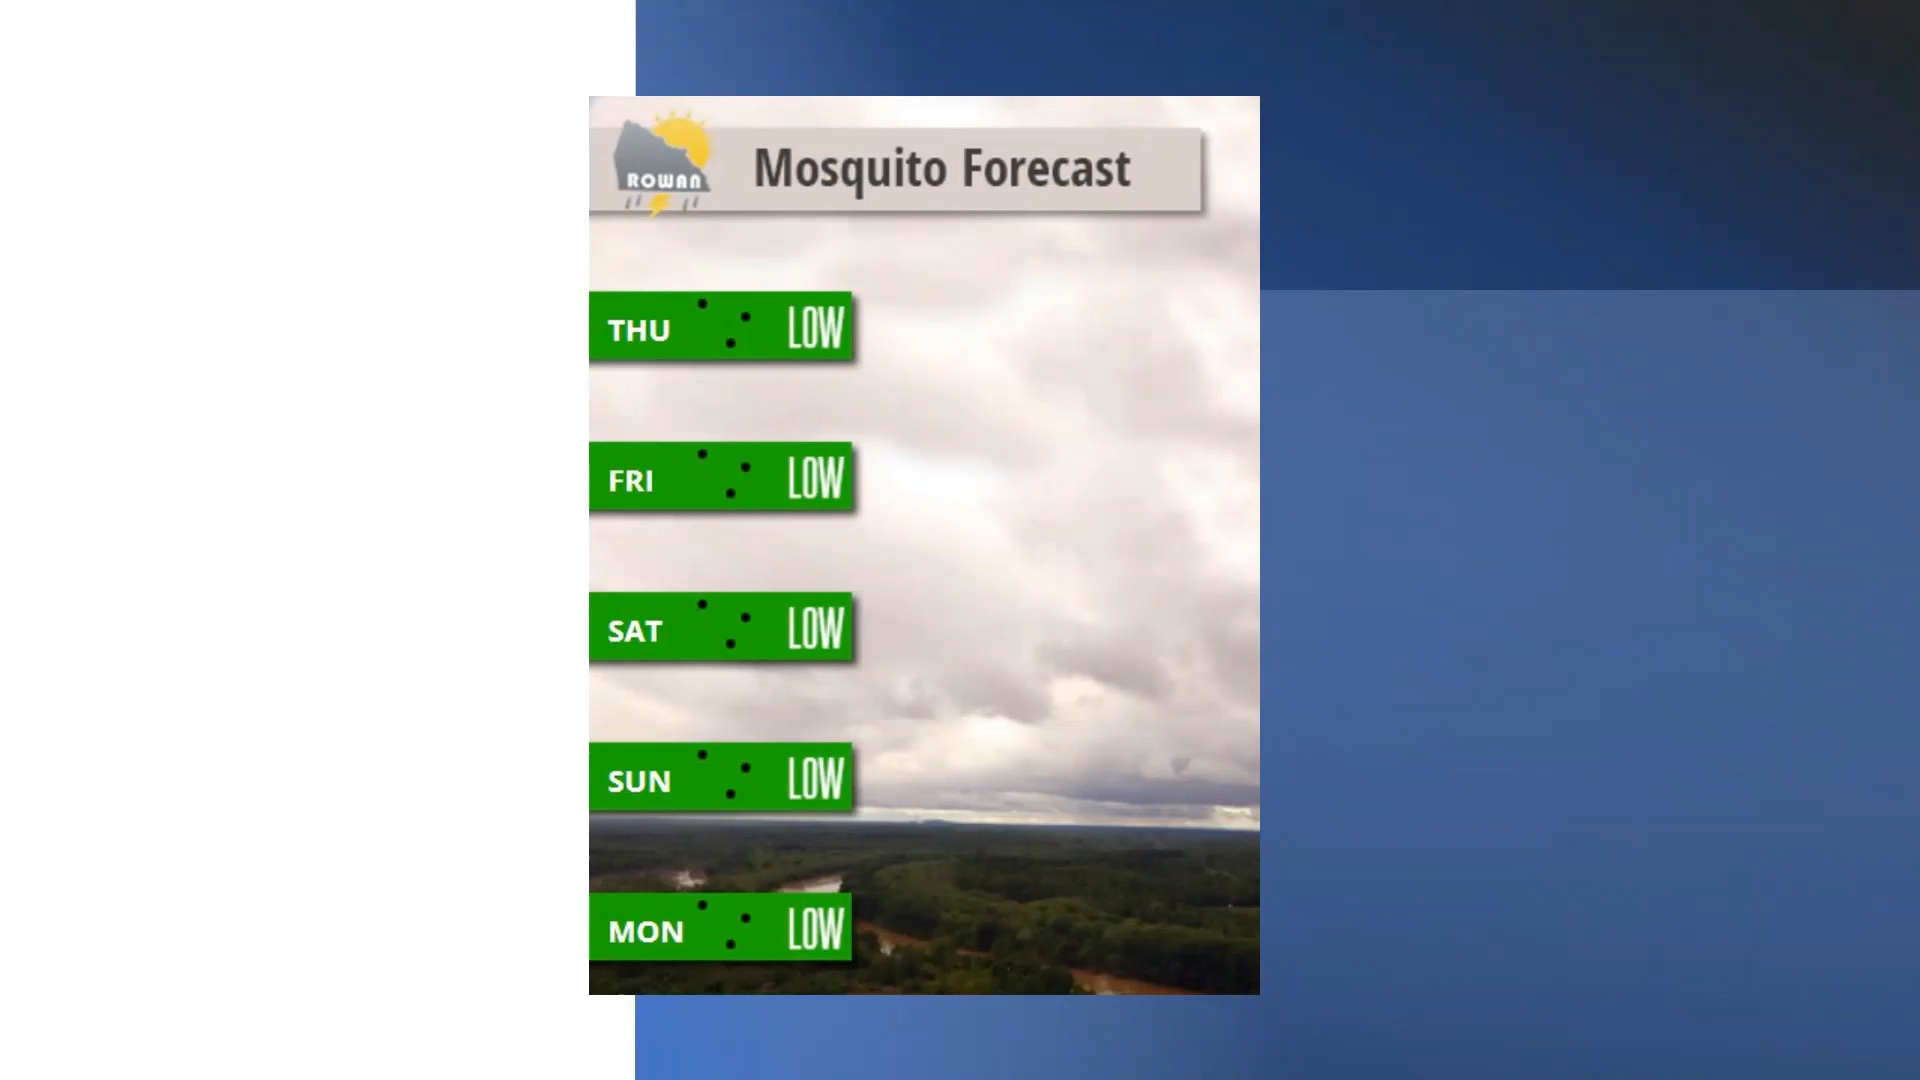 ROWAN
Mosquito Forecast
THU LOW
FRI LOW
SAT LOW
SUN LOW
MON LOW